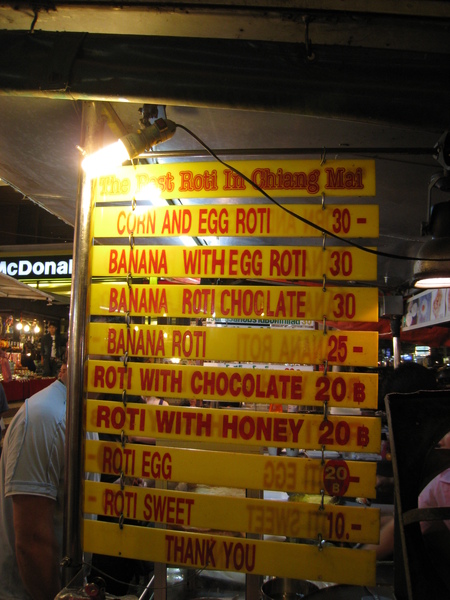 The Best Roti In Chiang Mai
CORN AND EGG ROTI 30-
BANANA WITH EGG ROTI 30
BANANA ROTI CHOCLATE 30
BANANA ROTI 25-
ROTI WITH CHOCOLATE 20 ฿
ROTI WITH HONEY 20 ฿
ROTI EGG 20 ฿
ROTI SWEET 10.-
THANK YOU
McDonal